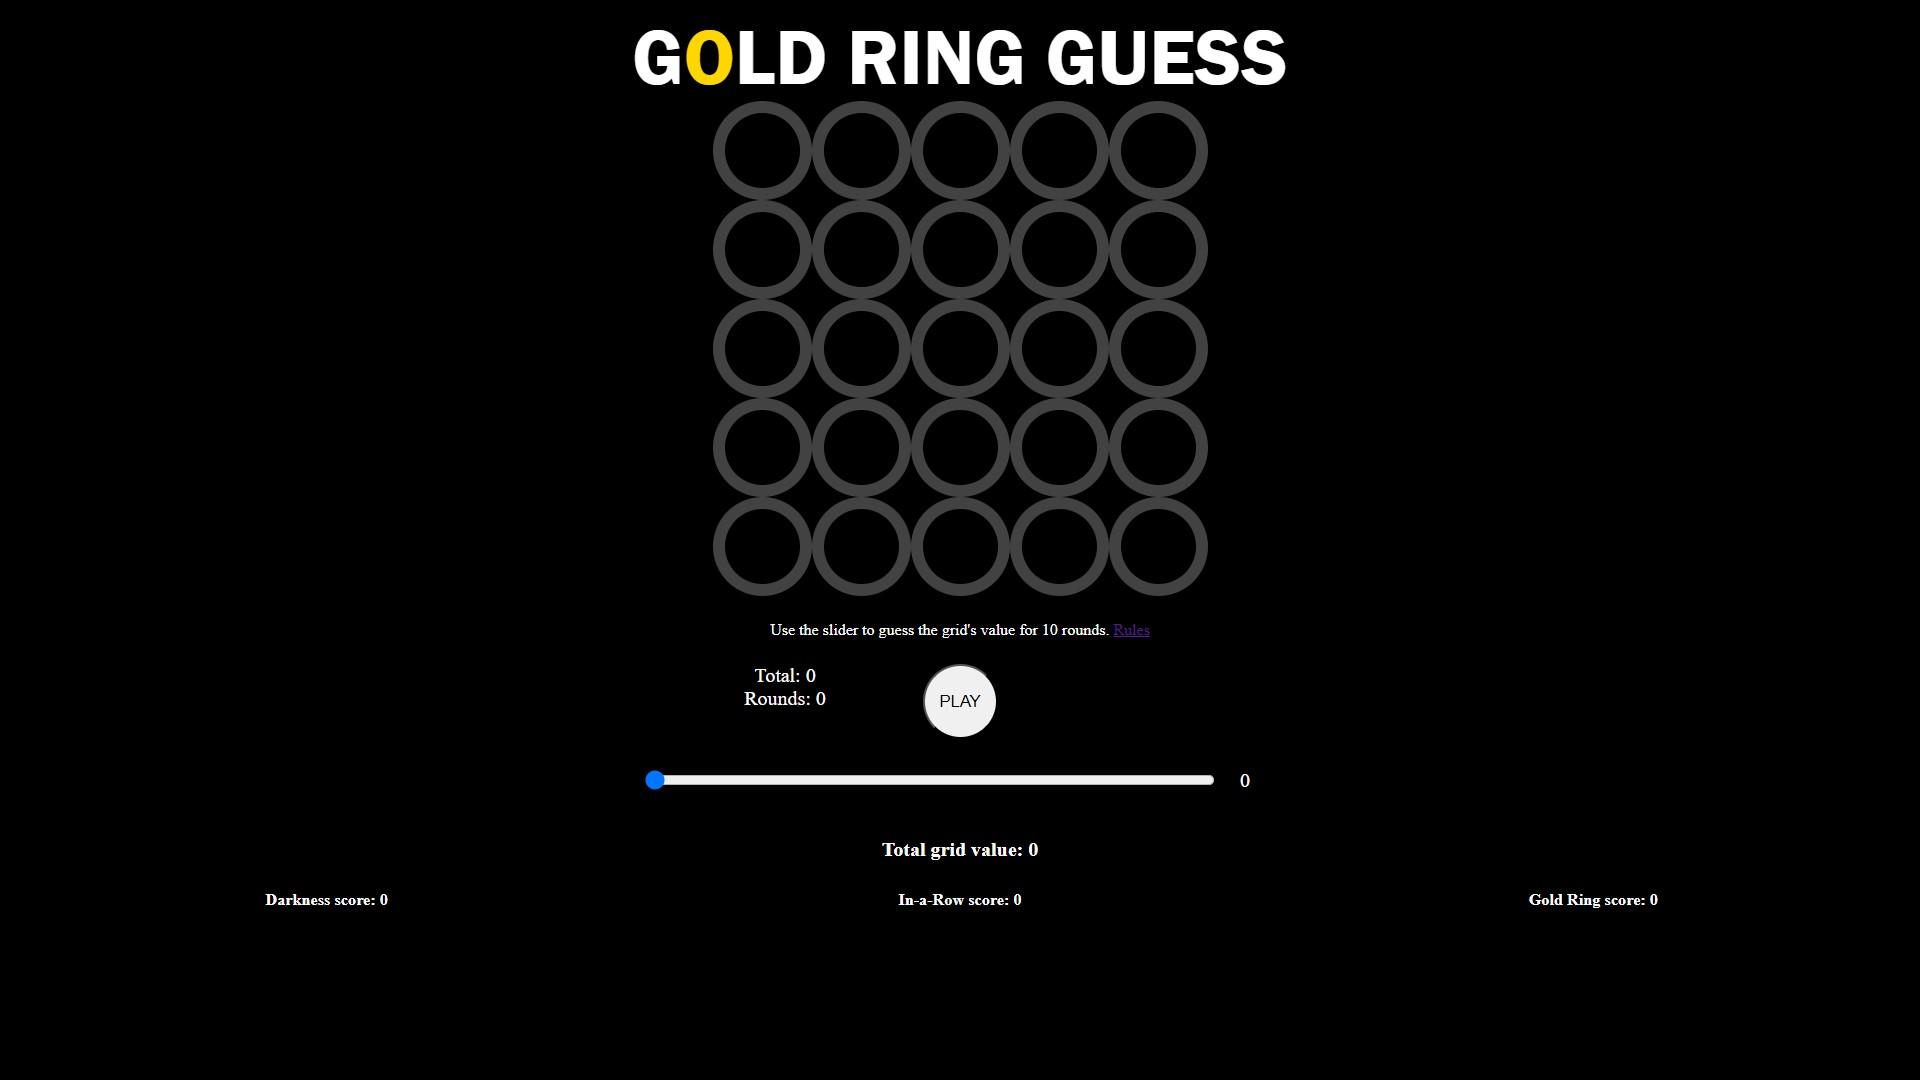 GOLD RING GUESS
Use the slider to guess the grid's value for 10 rounds. Rules
Total: 0
Rounds: 0
PLAY
0
Total grid value: 0
Darkness score: 0
In-a-Row score: 0
Gold Ring score: 0